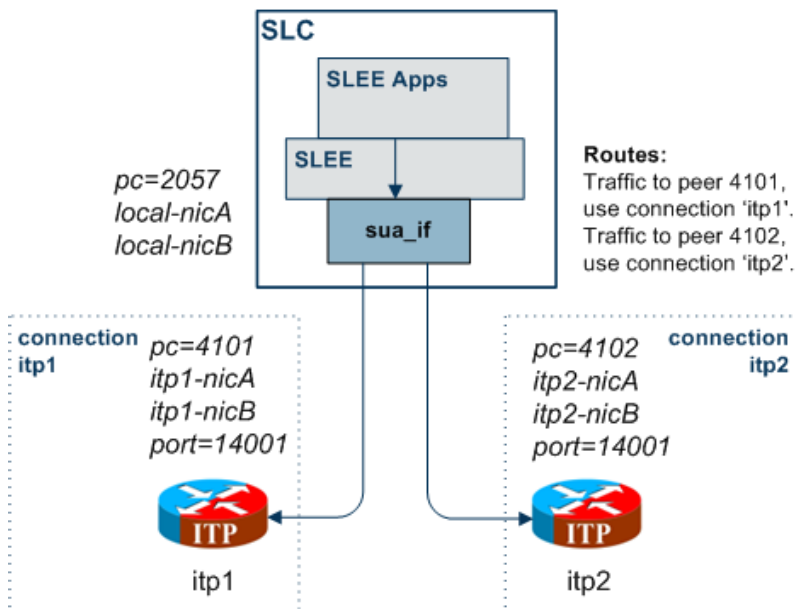 SLC
SLEE Apps
SLEE
sua_if
pc=2057
local-nicA
local-nicB
Routes:
Traffic to peer 4101,
use connection 'itp1'.
Traffic to peer 4102,
use connection 'itp2'.
connection
itp1
pc=4101
itp1-nicA
itp1-nicB
port=14001
ITP
itp1
pc=4102
itp2-nicA
itp2-nicB
port=14001
connection
itp2
ITP
itp2